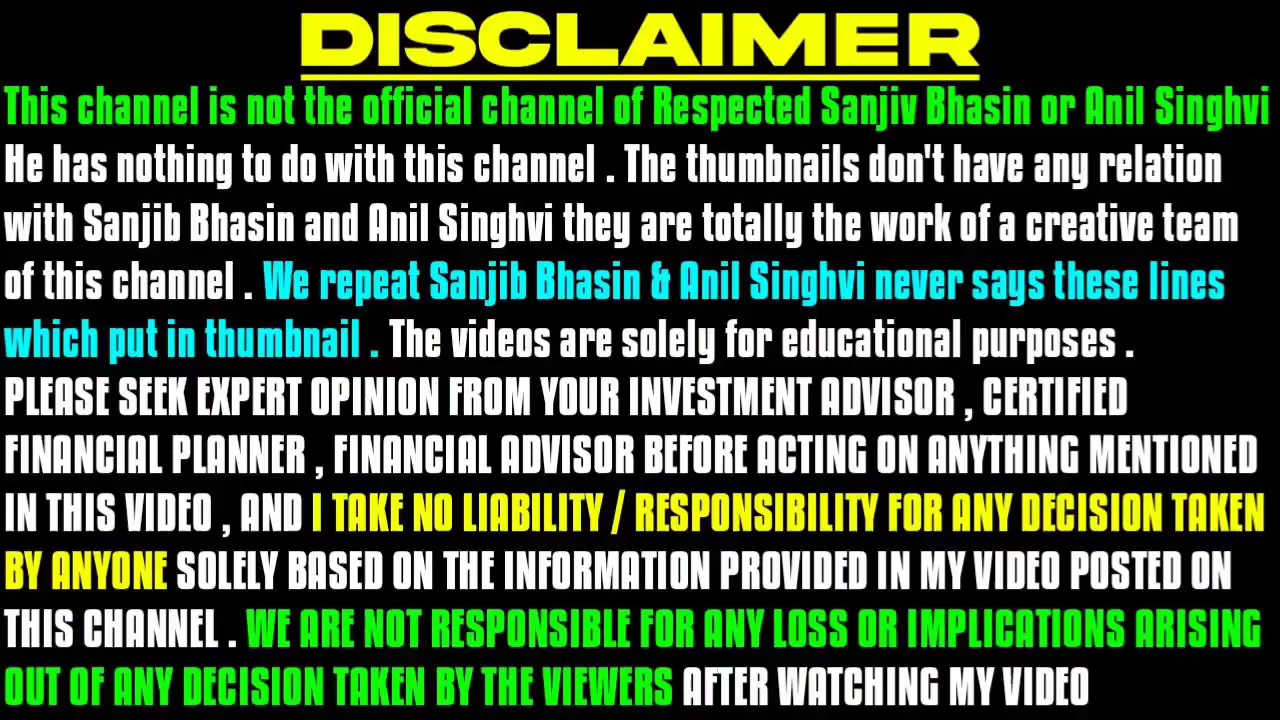 DISCLAIMER
This channel is not the official channel of Respected Sanjiv Bhasin or Anil Singhvi
He has nothing to do with this channel . The thumbnails don't have any relation
with Sanjib Bhasin and Anil Singhvi they are totally the work of a creative team
of this channel . We repeat Sanjib Bhasin & Anil Singhvi never says these lines
which put in thumbnail . The videos are solely for educational purposes .
PLEASE SEEK EXPERT OPINION FROM YOUR INVESTMENT ADVISOR , CERTIFIED
FINANCIAL PLANNER , FINANCIAL ADVISOR BEFORE ACTING ON ANYTHING MENTIONED
IN THIS VIDEO , AND I TAKE NO LIABILITY / RESPONSIBILITY FOR ANY DECISION TAKEN
BY ANYONE SOLELY BASED ON THE INFORMATION PROVIDED IN MY VIDEO POSTED ON
THIS CHANNEL . WE ARE NOT RESPONSIBLE FOR ANY LOSS OR IMPLICATIONS ARISING
OUT OF ANY DECISION TAKEN BY THE VIEWERS AFTER WATCHING MY VIDEO